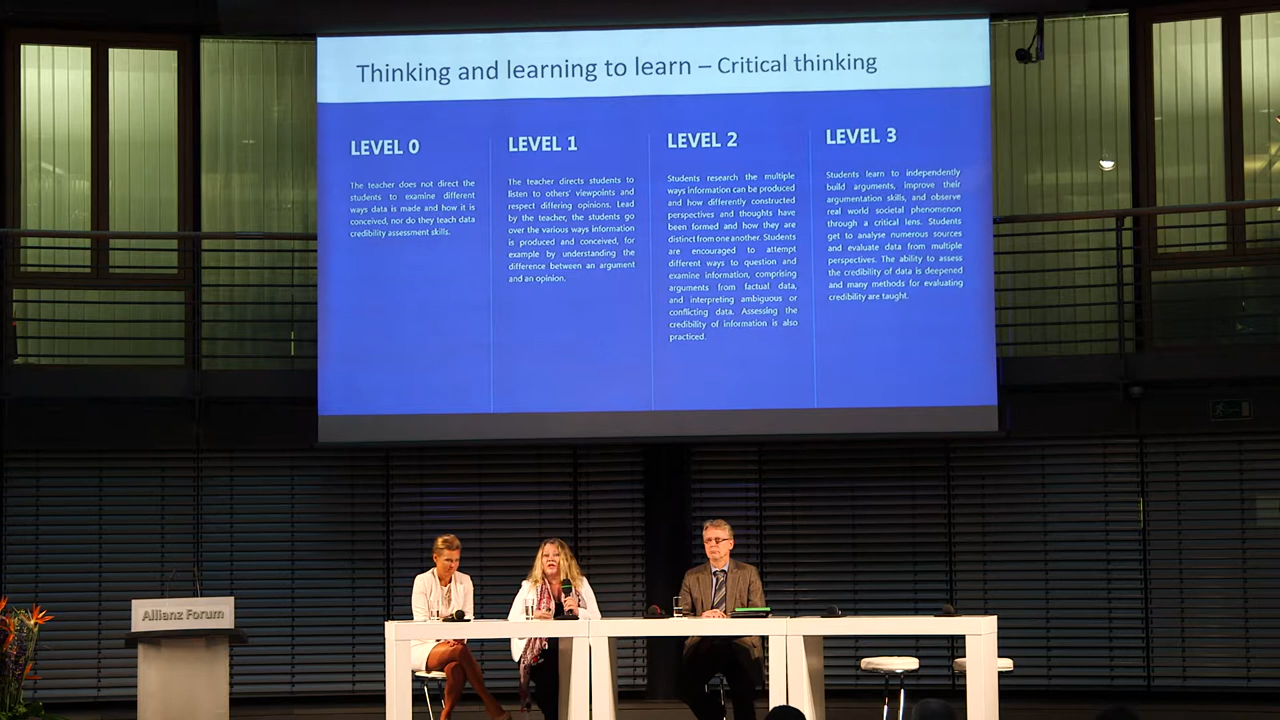 Thinking and learning to learn – Critical thinking
LEVEL 0
The teacher does not direct the
students to examine different
ways data is made and how it is
conceived, nor do they teach data
credibility assessment skills.
LEVEL 1
The teacher directs students to
listen to others' viewpoints and
respect differing opinions. Lead
by the teacher, the students go
over the various ways information
is produced and conceived, for
example by understanding the
difference between an argument
and an opinion.
LEVEL 2
Students research the multiple
ways information can be produced
and how differently constructed
perspectives and thoughts have
been formed and how they are
distinct from one another. Students
are encouraged to attempt
different ways to question and
examine information, comprising
arguments from factual data,
and interpreting ambiguous or
conflicting data. Assessing the
credibility of information is also
practiced.
LEVEL 3
Students learn to independently
build arguments, improve their
argumentation skills, and observe
real world societal phenomenon
through a critical lens. Students
get to analyse numerous sources
and evaluate data from multiple
perspectives. The ability to assess
the credibility of data is deepened
and many methods for evaluating
credibility are taught.
Allianz Forum